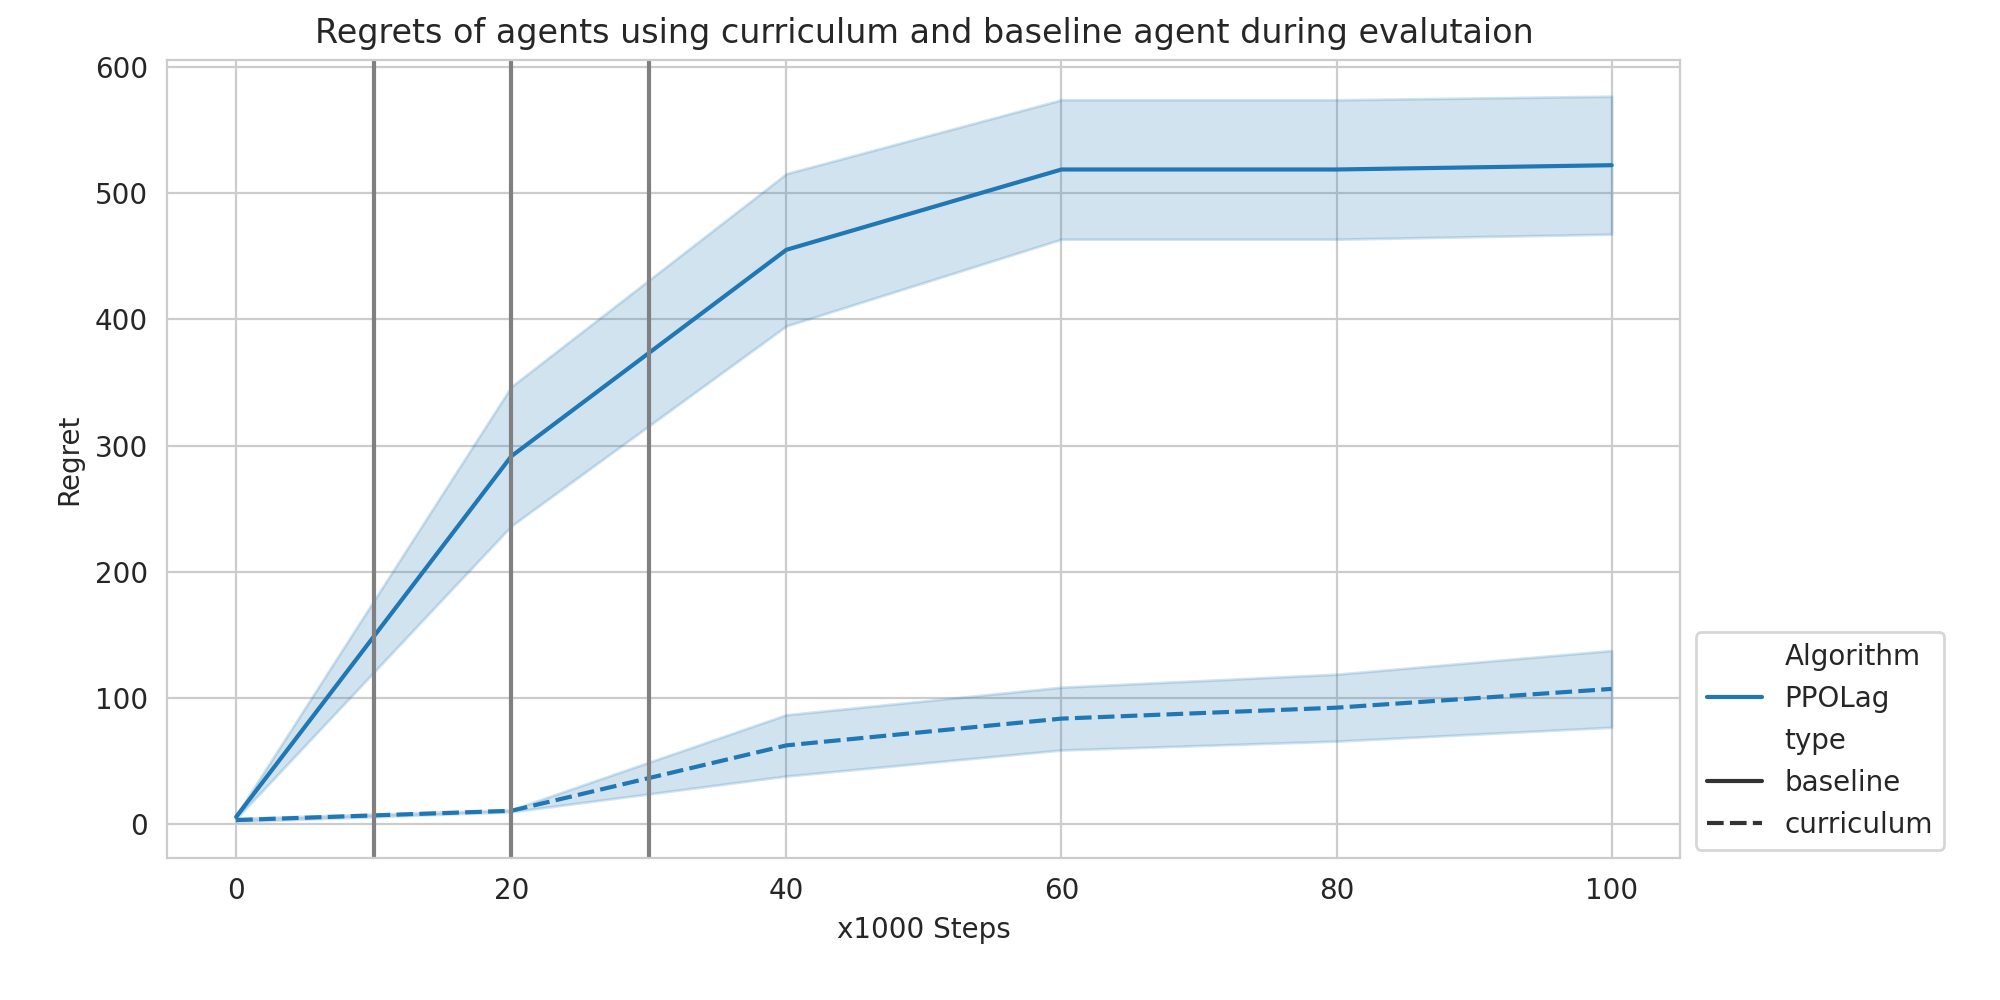 Regrets of agents using curriculum and baseline agent during evalutaion
600
500
400
300
200
100
0
Regret
0 20 40 60 80 100
x1000 Steps
Algorithm
PPOLag
type
baseline
curriculum